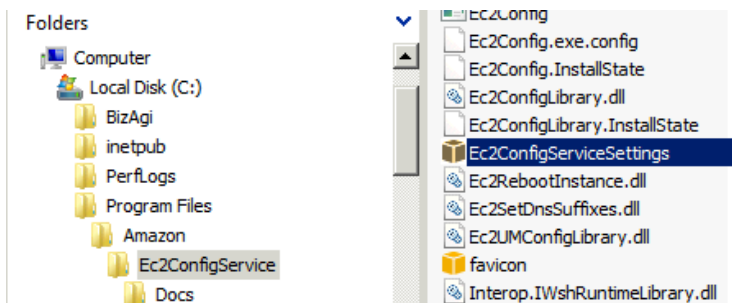 Folders
Computer
Local Disk (C:)
BizAgi
inetpub
PerfLogs
Program Files
Amazon
Ec2ConfigService
Docs
Ec2Config
Ec2Config.exe.config
Ec2Config.InstallState
Ec2ConfigLibrary.dll
Ec2ConfigLibrary.InstallState
Ec2ConfigServiceSettings
Ec2RebootInstance.dll
Ec2SetDnsSuffixes.dll
Ec2UMConfigLibrary.dll
favicon
Interop.IWshRuntimeLibrary.dll